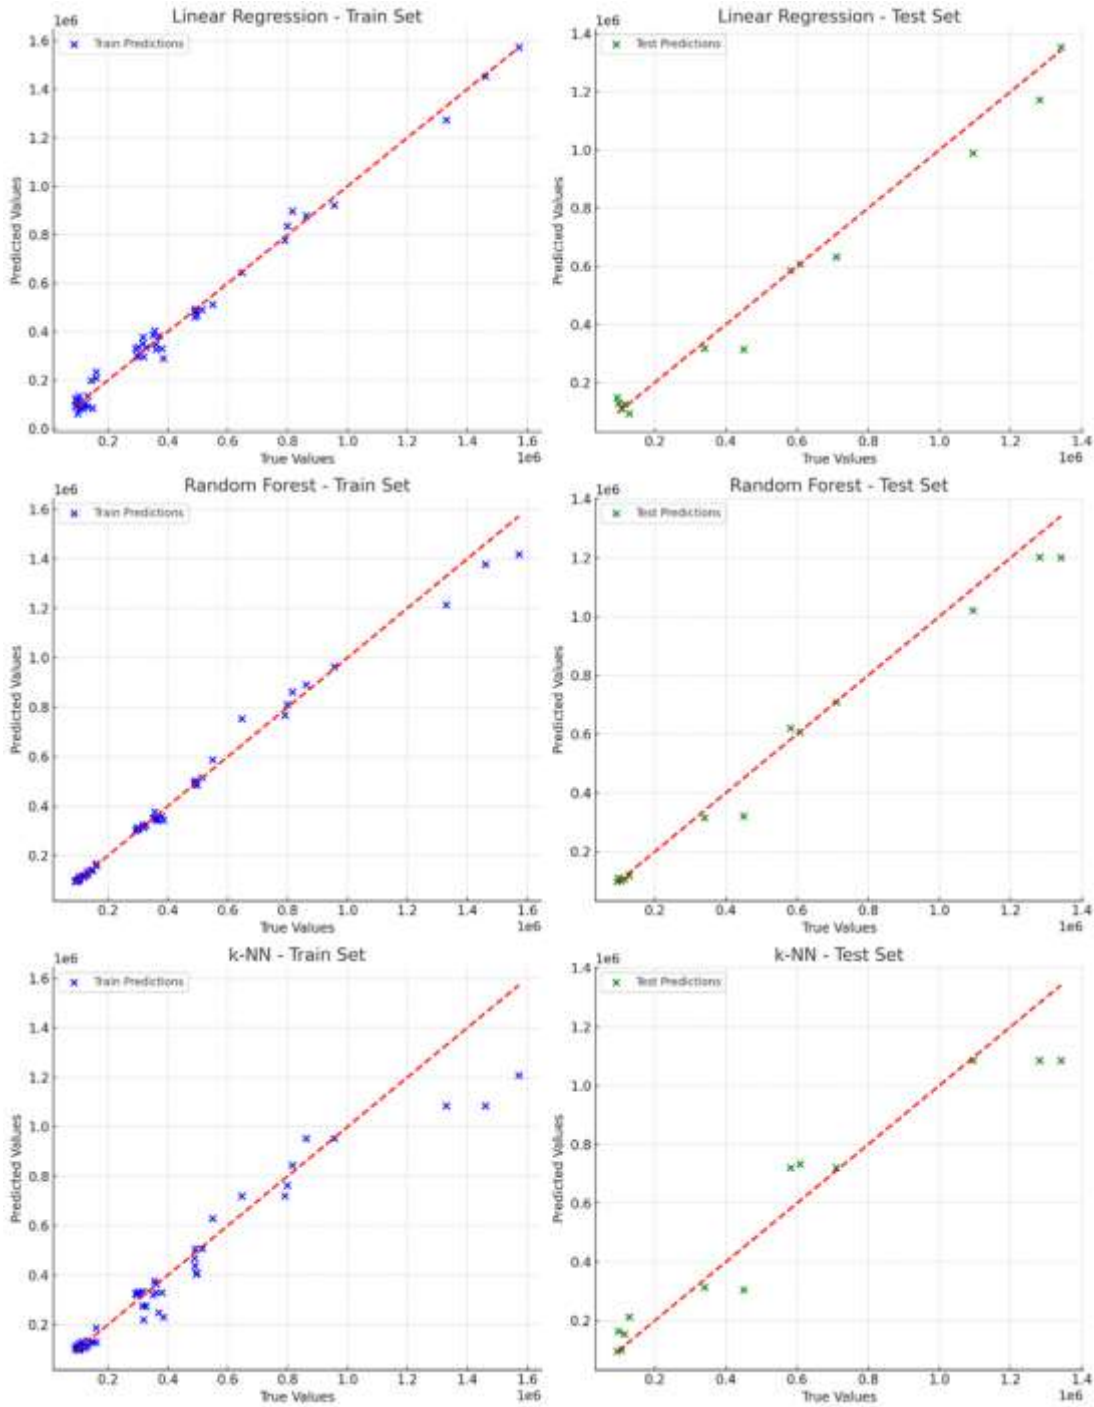 Linear Regression - Train Set
1e6
Train Predictions
1.6
1.4
1.2
1.0
0.8
0.6
0.4
0.2
0.0
Predicted Values
0.2 0.4 0.6 0.8 1.0 1.2 1.4 1.6
True Values
1e6
Linear Regression - Test Set
1e6
Test Predictions
1.4
1.2
1.0
0.8
0.6
0.4
0.2
Predicted Values
0.2 0.4 0.6 0.8 1.0 1.2 1.4
True Values
1e6
Random Forest - Train Set
1e6
Train Predictions
1.6
1.4
1.2
1.0
0.8
0.6
0.4
0.2
Predicted Values
0.2 0.4 0.6 0.8 1.0 1.2 1.4 1.6
True Values
1e6
Random Forest - Test Set
1e6
Test Predictions
1.4
1.2
1.0
0.8
0.6
0.4
0.2
Predicted Values
0.2 0.4 0.6 0.8 1.0 1.2 1.4
True Values
1e6
k-NN - Train Set
1e6
Train Predictions
1.6
1.4
1.2
1.0
0.8
0.6
0.4
0.2
Predicted Values
0.2 0.4 0.6 0.8 1.0 1.2 1.4 1.6
True Values
1e6
k-NN - Test Set
1e6
Test Predictions
1.4
1.2
1.0
0.8
0.6
0.4
0.2
Predicted Values
0.2 0.4 0.6 0.8 1.0 1.2 1.4
True Values
1e6